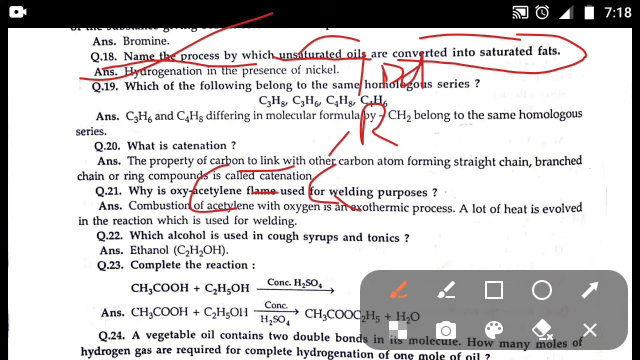 7:18
Ans. Bromine.
Q.18. Name the process by which unsaturated oils are converted into saturated fats.
Ans. Hydrogenation in the presence of nickel.
Q.19. Which of the following belong to the same homologous series ?
C₃H₈, C₃H₆, C₄H₈, C₄H₆
Ans. C₃H₆ and C₄H₈ differing in molecular formula by – CH₂ belong to the same homologous
series.
R
Q.20. What is catenation ?
Ans. The property of carbon to link with other carbon atom forming straight chain, branched
chain or ring compounds is called catenation
Q.21. Why is oxy-acetylene flame used for welding purposes ?
Ans. Combustion of acetylene with oxygen is an exothermic process. A lot of heat is evolved
in the reaction which is used for welding.
Q.22. Which alcohol is used in cough syrups and tonics ?
Ans. Ethanol (C₂H₂OH).
Q.23. Complete the reaction :
CH₃COOH + C₂H₅OH Conc. H₂SO₄ ⟶
Ans. CH₃COOH + C₂H₅OH Conc. H₂SO₄ ⟶ CH₃COOC₂H₅ + H₂O
Q.24. A vegetable oil contains two double bonds in its molecule. How many moles of
hydrogen gas are required for complete hydrogenation of one mole of oil ?